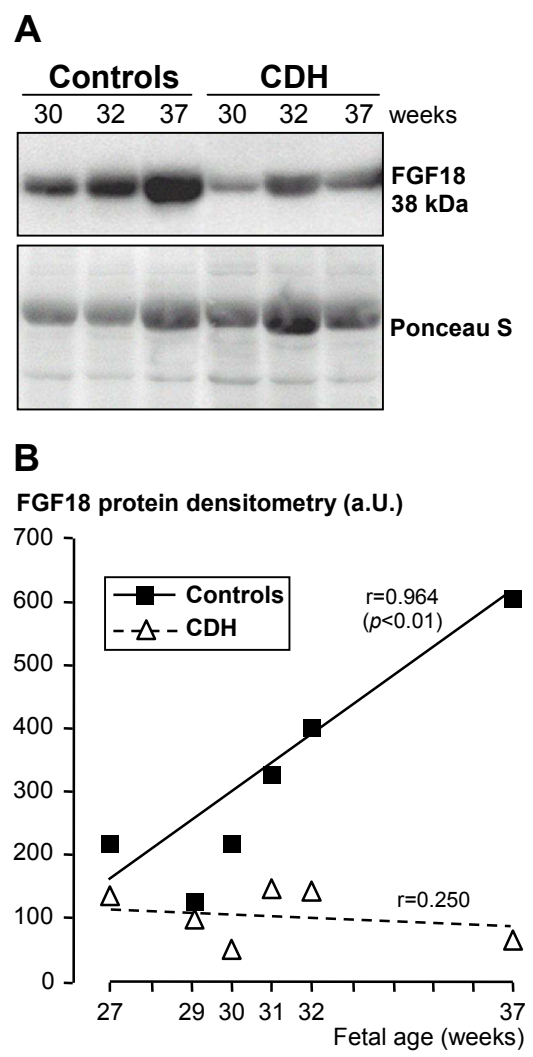 A
Controls CDH
30 32 37 30 32 37 weeks
FGF18
38 kDa
Ponceau S
B
FGF18 protein densitometry (a.U.)
700
600
500
400
300
200
100
0
Controls
CDH
r=0.964
(p<0.01)
r=0.250
27 29 30 31 32 37
Fetal age (weeks)